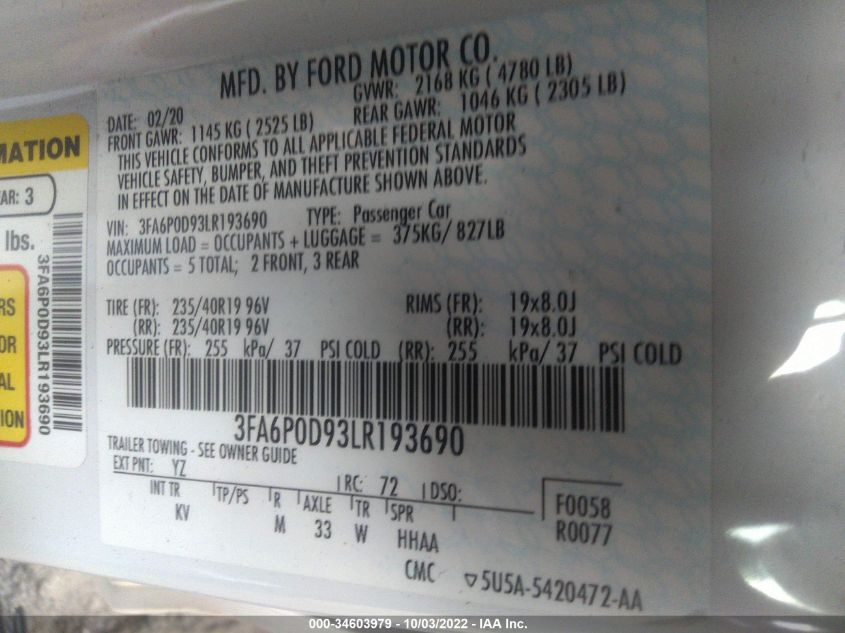 MFD. BY FORD MOTOR CO.
DATE: 02/20 GVWR: 2168 KG ( 4780 LB)
FRONT GAWR: 1145 KG ( 2525 LB) REAR GAWR: 1046 KG ( 2305 LB)
THIS VEHICLE CONFORMS TO ALL APPLICABLE FEDERAL MOTOR
VEHICLE SAFETY, BUMPER, AND THEFT PREVENTION STANDARDS
IN EFFECT ON THE DATE OF MANUFACTURE SHOWN ABOVE.
VIN: 3FA6P0D93LR193690 TYPE: Passenger Car
MAXIMUM LOAD = OCCUPANTS + LUGGAGE = 375KG/ 827LB
OCCUPANTS = 5 TOTAL; 2 FRONT, 3 REAR
TIRE (FR): 235/40R19 96V RIMS (FR): 19x8.0J
(RR): 235/40R19 96V (RR): 19x8.0J
PRESSURE (FR): 255 kPa/ 37 PSI COLD (RR): 255 kPa/ 37 PSI COLD
3FA6P0D93LR193690
TRAILER TOWING - SEE OWNER GUIDE
EXT PNT: YZ RC: 72 DSO:
INT TR TP/PS R AXLE TR SPR
KV M 33 W HHAA
F0058
R0077
CMC ▽5U5A-5420472-AA
MATION
AR: 3
lbs.
3FA6P0D93LR193690
RS
OR
AL
ION
000-34603979 - 10/03/2022 - IAA Inc.